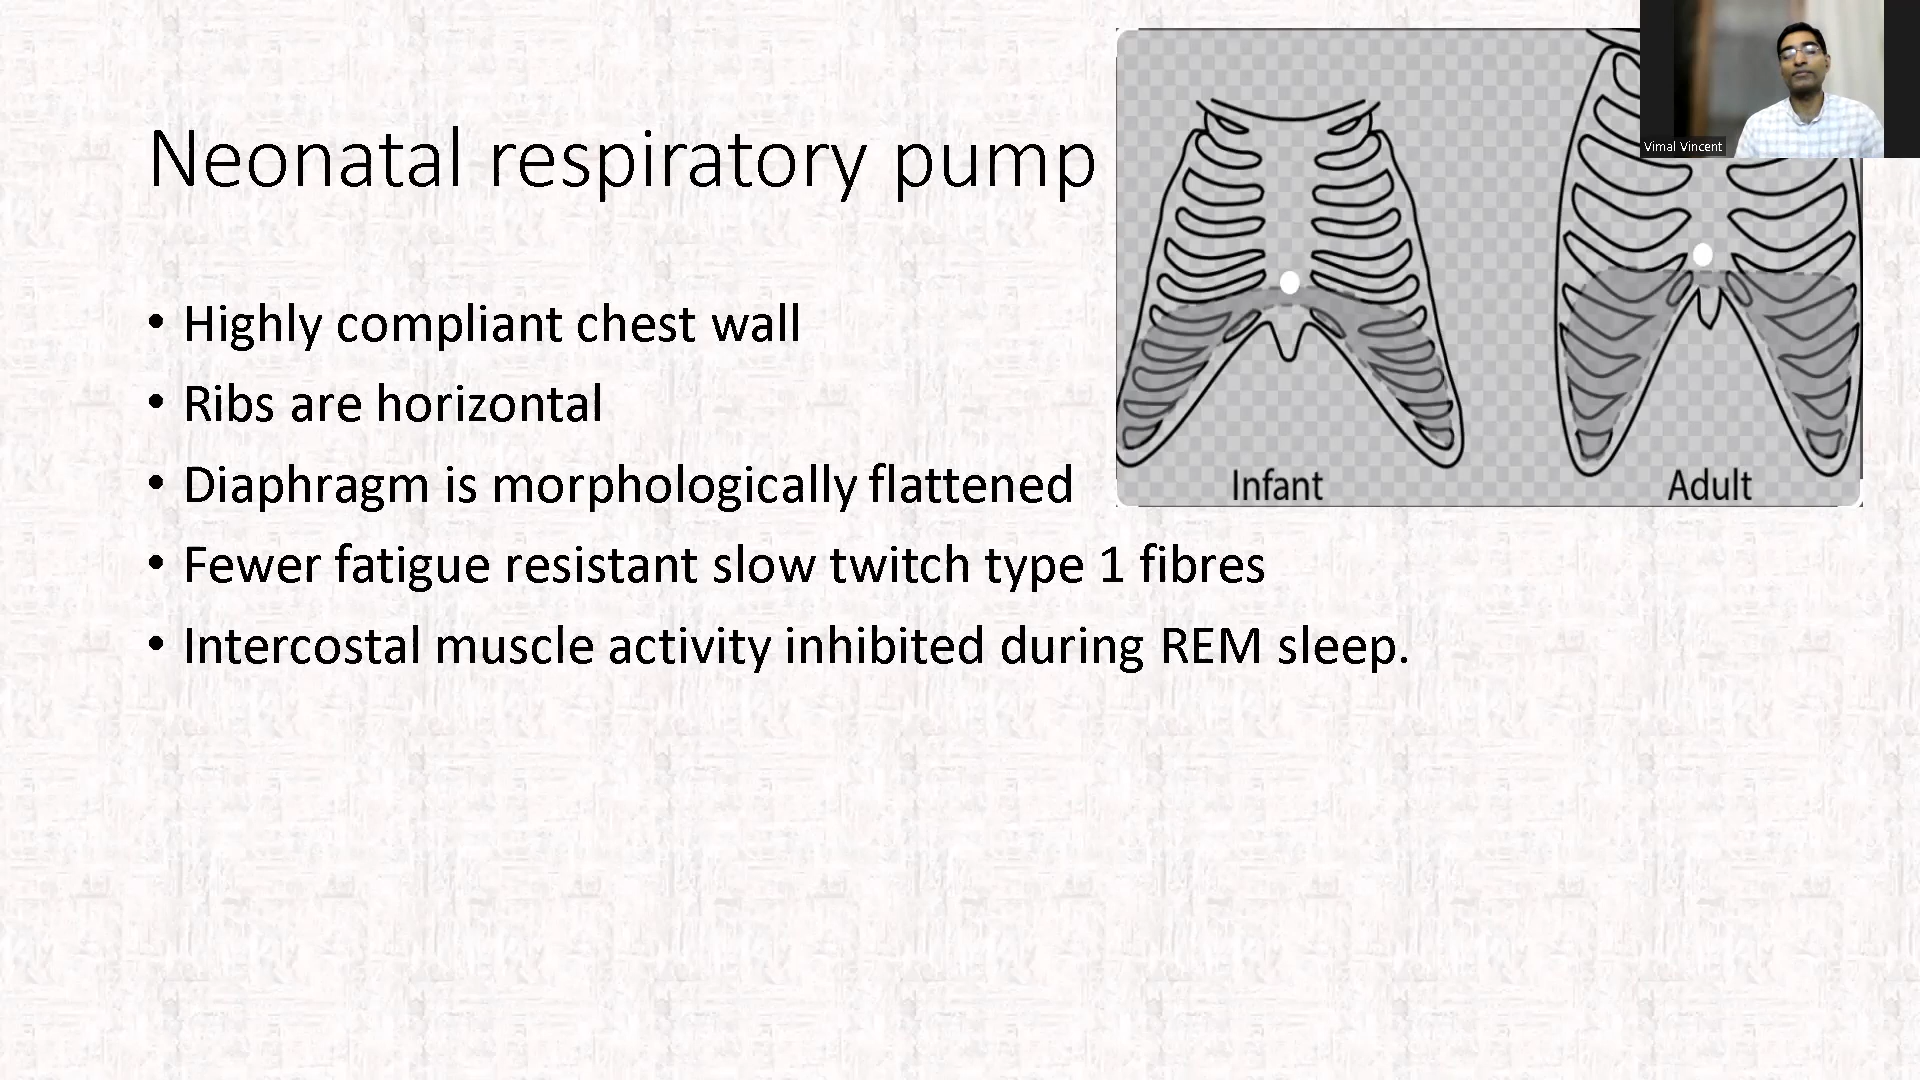 Neonatal respiratory pump
• Highly compliant chest wall
• Ribs are horizontal
• Diaphragm is morphologically flattened
• Fewer fatigue resistant slow twitch type 1 fibres
• Intercostal muscle activity inhibited during REM sleep.
Infant
Adult
Vimal Vincent